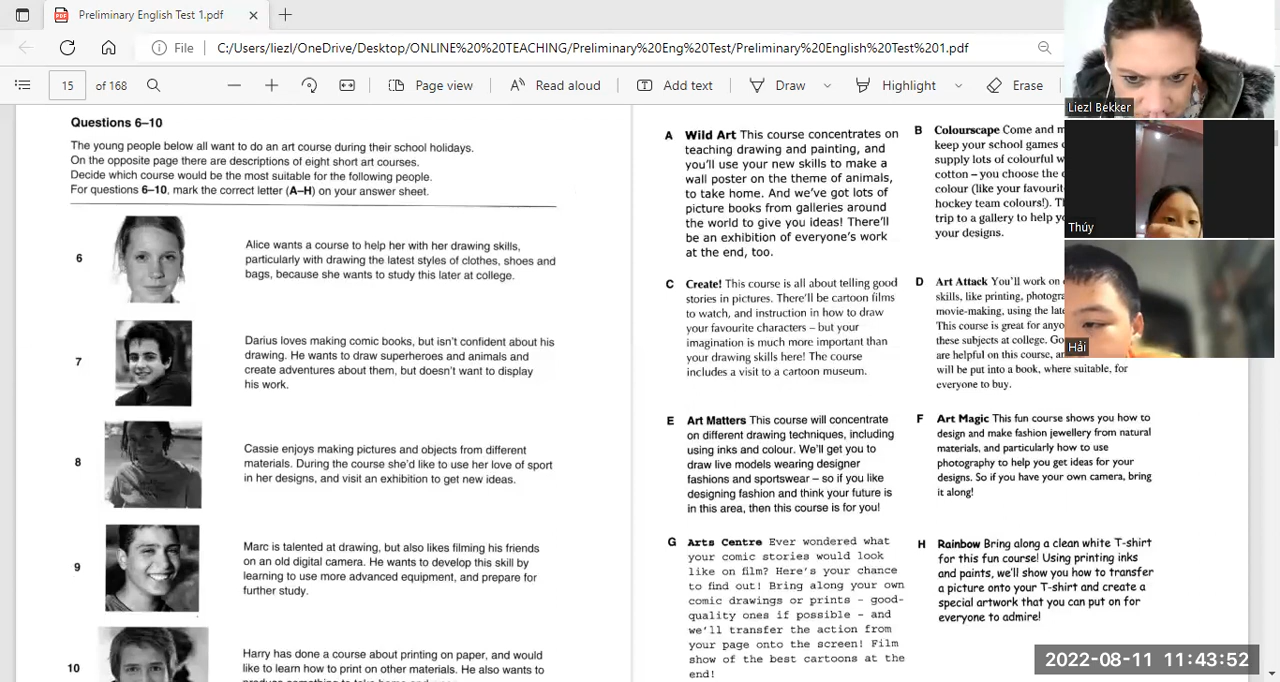 Preliminary English Test 1.pdf
File
C:/Users/liezl/OneDrive/Desktop/ONLINE%20%20TEACHING/Preliminary%20Eng%20Test/Preliminary%20English%20Test%201.pdf
15 of 168
Page view
Read aloud
Add text
Draw
Highlight
Erase
Questions 6–10
The young people below all want to do an art course during their school holidays.
On the opposite page there are descriptions of eight short art courses.
Decide which course would be the most suitable for the following people.
For questions 6–10, mark the correct letter (A–H) on your answer sheet.
6
Alice wants a course to help her with her drawing skills,
particularly with drawing the latest styles of clothes, shoes and
bags, because she wants to study this later at college.
7
Darius loves making comic books, but isn't confident about his
drawing. He wants to draw superheroes and animals and
create adventures about them, but doesn't want to display
his work.
8
Cassie enjoys making pictures and objects from different
materials. During the course she'd like to use her love of sport
in her designs, and visit an exhibition to get new ideas.
9
Marc is talented at drawing, but also likes filming his friends
on an old digital camera. He wants to develop this skill by
learning to use more advanced equipment, and prepare for
further study.
10
Harry has done a course about printing on paper, and would
like to learn how to print on other materials. He also wants to
A Wild Art This course concentrates on
teaching drawing and painting, and
you'll use your new skills to make a
wall poster on the theme of animals,
to take home. And we've got lots of
picture books from galleries around
the world to give you ideas! There'll
be an exhibition of everyone's work
at the end, too.
B Colourscape Come and
keep your school games
supply lots of colourful
cotton – you choose the
colour (like your favourite
hockey team colours!).
trip to a gallery to help
your designs.
C Create! This course is all about telling good
stories in pictures. There'll be cartoon films
to watch, and instruction in how to draw
your favourite characters – but your
imagination is much more important than
your drawing skills here! The course
includes a visit to a cartoon museum.
D Art Attack You'll work on
skills, like printing,
movie-making, using the
This course is great for
these subjects at college.
are helpful on this course,
will be put into a book, where suitable, for
everyone to buy.
E Art Matters This course will concentrate
on different drawing techniques, including
using inks and colour. We'll get you to
draw live models wearing designer
fashions and sportswear – so if you like
designing fashion and think your future is
in this area, then this course is for you!
F Art Magic This fun course shows you how to
design and make fashion jewellery from natural
materials, and particularly how to use
photography to help you get ideas for your
designs. So if you have your own camera, bring
it along!
G Arts Centre Ever wondered what
your comic stories would look
like on film? Here's your chance
to find out! Bring along your own
comic drawings or prints – good-
quality ones if possible – and
we'll transfer the action from
your page onto the screen! Film
show of the best cartoons at the
end!
H Rainbow Bring along a clean white T-shirt
for this fun course! Using printing inks
and paints, we'll show you how to transfer
a picture onto your T-shirt and create a
special artwork that you can put on for
everyone to admire!
Liezl Bekker
Thúy
Hải
2022-08-11 11:43:52